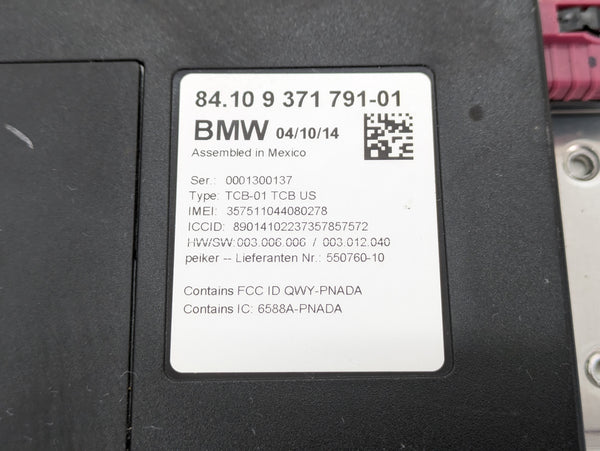 84.10 9 371 791-01
BMW 04/10/14
Assembled in Mexico
Ser.: 0001300137
Type: TCB-01 TCB US
IMEI: 357511044080278
ICCID: 89014102237357857572
HW/SW:003.006.006 / 003.012.040
peiker -- Lieferanten Nr.: 550760-10
Contains FCC ID QWY-PNADA
Contains IC: 6588A-PNADA